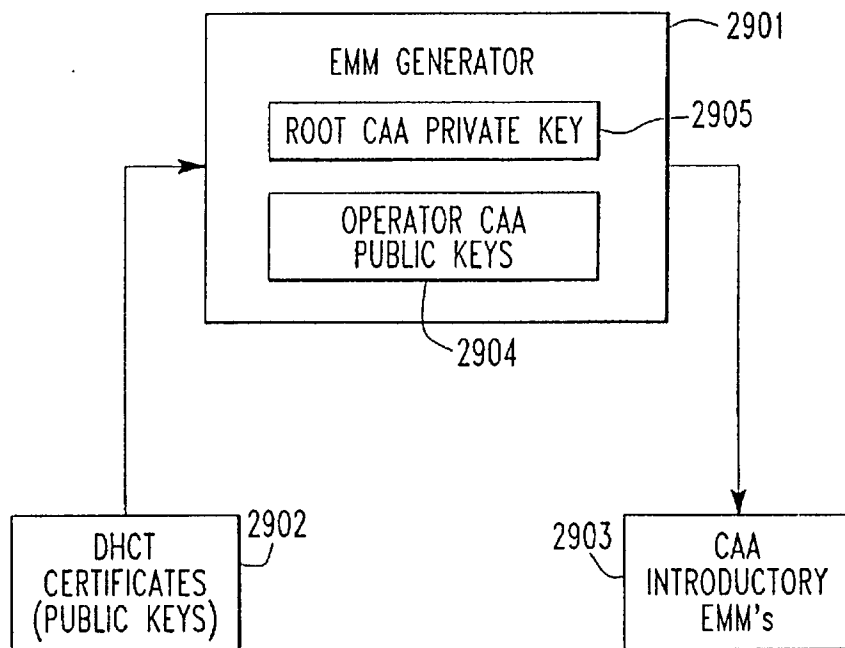 2901
EMM GENERATOR
ROOT CAA PRIVATE KEY
2905
OPERATOR CAA
PUBLIC KEYS
2904
DHCT
CERTIFICATES
(PUBLIC KEYS)
2902
2903
CAA
INTRODUCTORY
EMM's